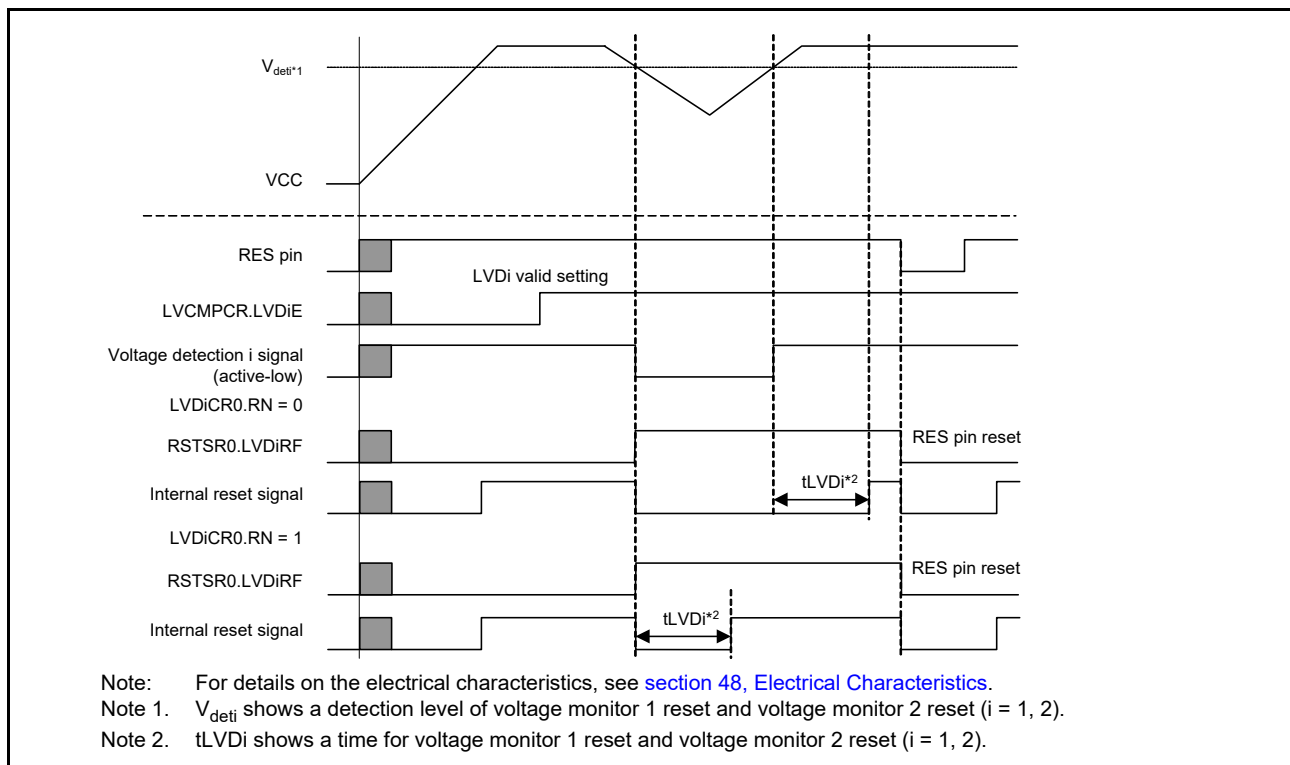 Vdeti*1
VCC
RES pin
LVDi valid setting
LVCMPCR.LVDiE
Voltage detection i signal
(active-low)
LVDiCR0.RN = 0
RSTSR0.LVDiRF
RES pin reset
tLVDi*2
Internal reset signal
LVDiCR0.RN = 1
RSTSR0.LVDiRF
RES pin reset
tLVDi*2
Internal reset signal
Note: For details on the electrical characteristics, see section 48, Electrical Characteristics.
Note 1. Vdeti shows a detection level of voltage monitor 1 reset and voltage monitor 2 reset (i = 1, 2).
Note 2. tLVDi shows a time for voltage monitor 1 reset and voltage monitor 2 reset (i = 1, 2).